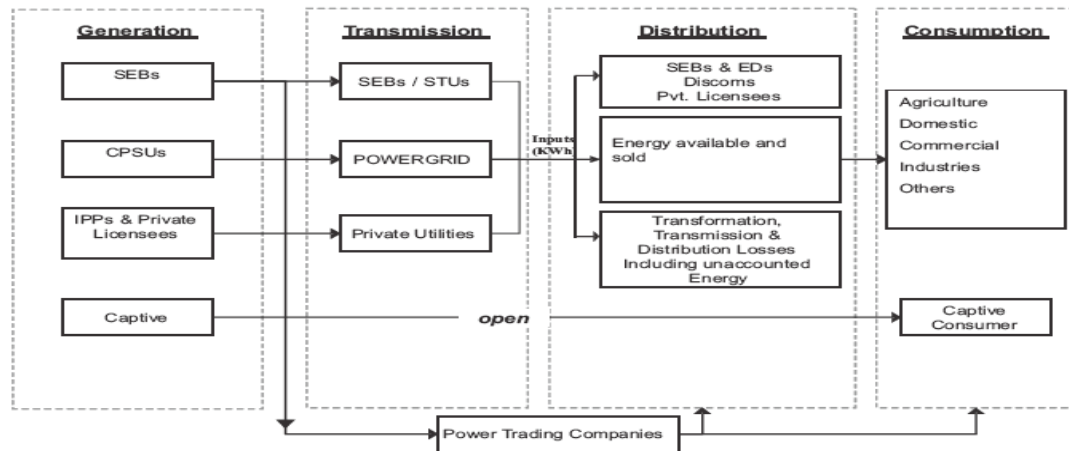 Generation
SEBs
CPSUs
IPPs & Private
Licensees
Captive
Transmission
SEBs / STUs
POWERGRID
Private Utilities
open
Inputs
(KWh)
Distribution
SEBs & EDs
Discoms
Pvt. Licensees
Energy available and
sold
Transformation,
Transmission &
Distribution Losses
Including unaccounted
Energy
Consumption
Agriculture
Domestic
Commercial
Industries
Others
Captive
Consumer
Power Trading Companies